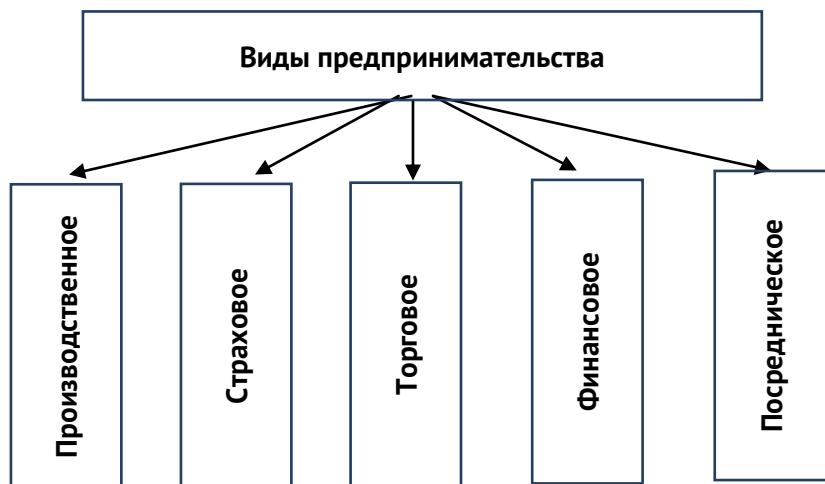 Виды предпринимательства
Производственное
Страховое
Торговое
Финансовое
Посредническое